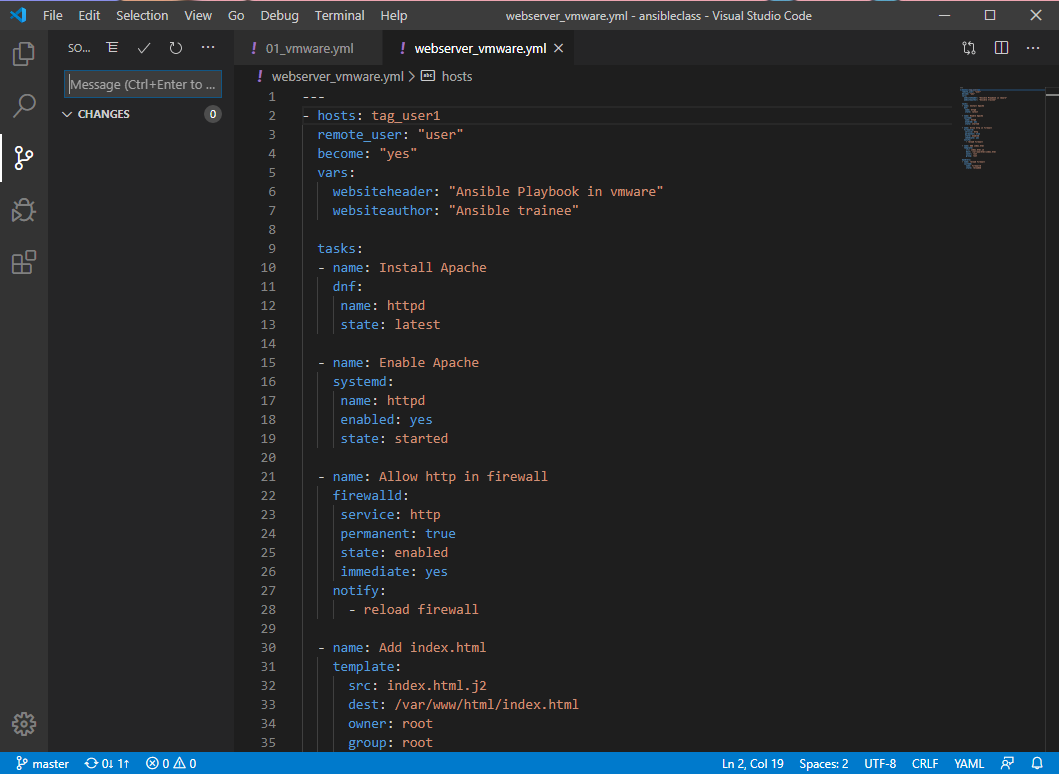 File Edit Selection View Go Debug Terminal Help webserver_vmware.yml - ansibleclass - Visual Studio Code
SO... 01_vmware.yml webserver_vmware.yml
webserver_vmware.yml > abc hosts
Message (Ctrl+Enter to ...
CHANGES 0
1 ---
2 - hosts: tag_user1
3   remote_user: "user"
4   become: "yes"
5   vars:
6     websiteheader: "Ansible Playbook in vmware"
7     websiteauthor: "Ansible trainee"
8
9   tasks:
10   - name: Install Apache
11     dnf:
12      name: httpd
13      state: latest
14
15   - name: Enable Apache
16     systemd:
17      name: httpd
18      enabled: yes
19      state: started
20
21   - name: Allow http in firewall
22     firewalld:
23      service: http
24      permanent: true
25      state: enabled
26      immediate: yes
27     notify:
28       - reload firewall
29
30   - name: Add index.html
31     template:
32       src: index.html.j2
33       dest: /var/www/html/index.html
34       owner: root
35       group: root
master 0↓ 1↑ 0 0 Ln 2, Col 19 Spaces: 2 UTF-8 CRLF YAML